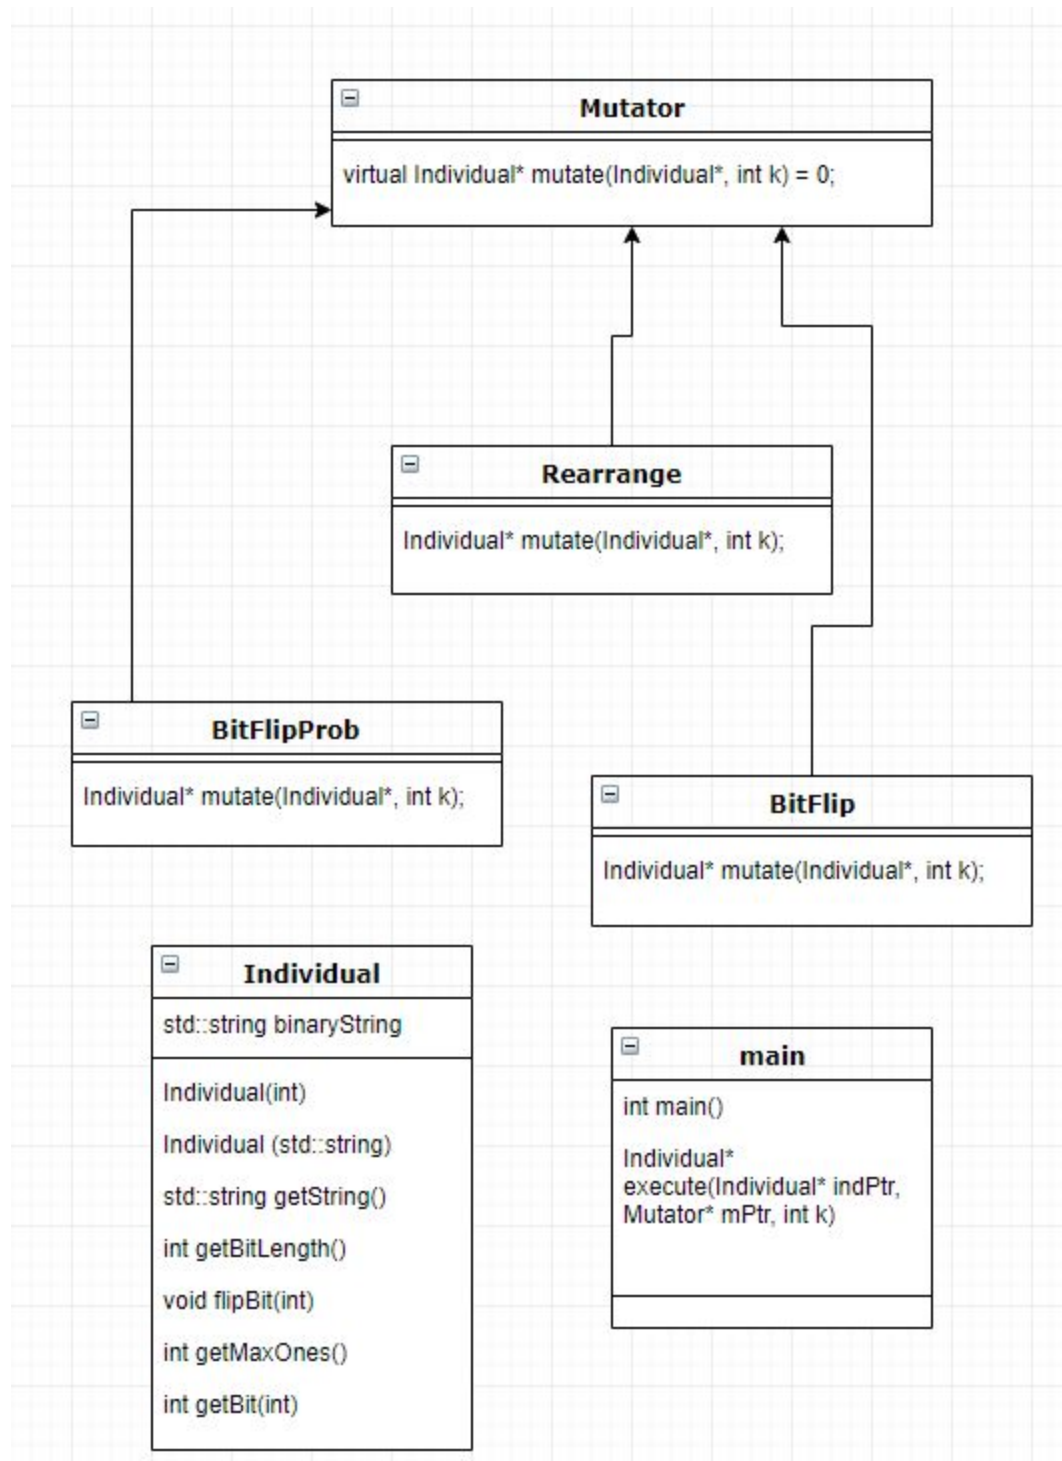 Mutator
virtual Individual* mutate(Individual*, int k) = 0;
Rearrange
Individual* mutate(Individual*, int k);
BitFlipProb
Individual* mutate(Individual*, int k);
BitFlip
Individual* mutate(Individual*, int k);
Individual
std::string binaryString
Individual(int)
Individual (std::string)
std::string getString()
int getBitLength()
void flipBit(int)
int getMaxOnes()
int getBit(int)
main
int main()
Individual*
execute(Individual* indPtr,
Mutator* mPtr, int k)